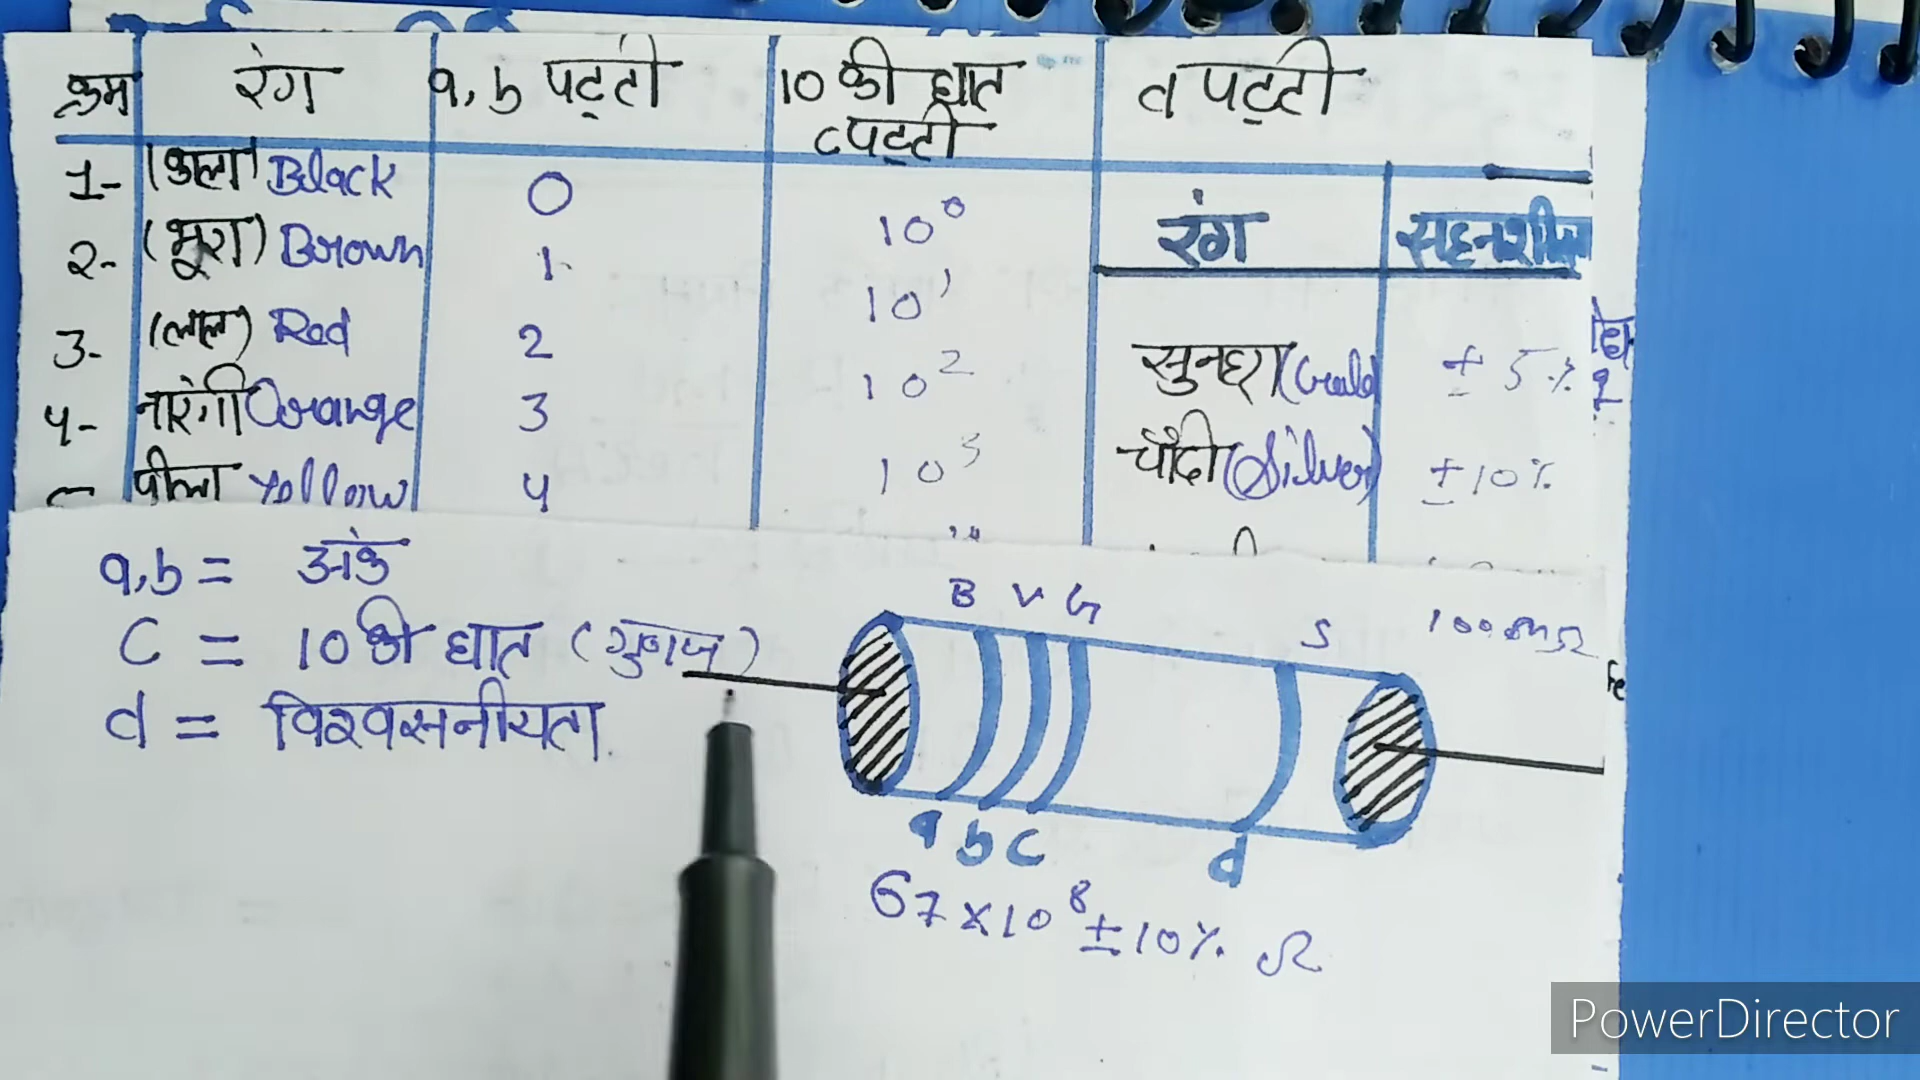 क्रम रंग a, b पट्टी 10 की घात d पट्टी
c पट्टी
1- (काला) Black 0 10⁰
रंग सहनशील
2- (भूरा) Brown 1 10¹
3- (लाल) Red 2 10² सुनहरा (Gold) ± 5%
4- नारंगी Orange 3 10³ चाँदी (Silver) ± 10%
पीला Yellow 4
a, b = अंक
B V G S
c = 10 की घात (गुणज)
d = विश्वसनीयता
a b c d
67 × 10⁸ ± 10% Ω
PowerDirector